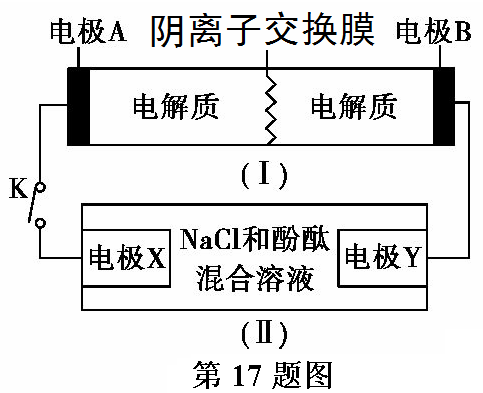 电极A 阴离子交换膜 电极B
电解质 电解质
(Ⅰ)
K
电极X NaCl和酚酞混合溶液 电极Y
(Ⅱ)
第17题图